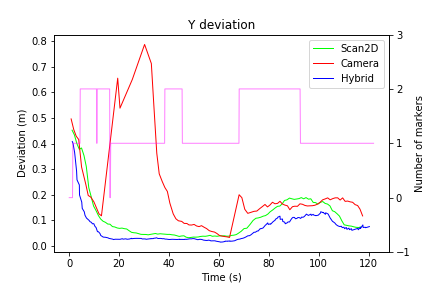 Y deviation
Scan2D
Camera
Hybrid
Deviation (m)
0.8
0.7
0.6
0.5
0.4
0.3
0.2
0.1
0.0
3
2
1
0
−1
Number of markers
0 20 40 60 80 100 120
Time (s)